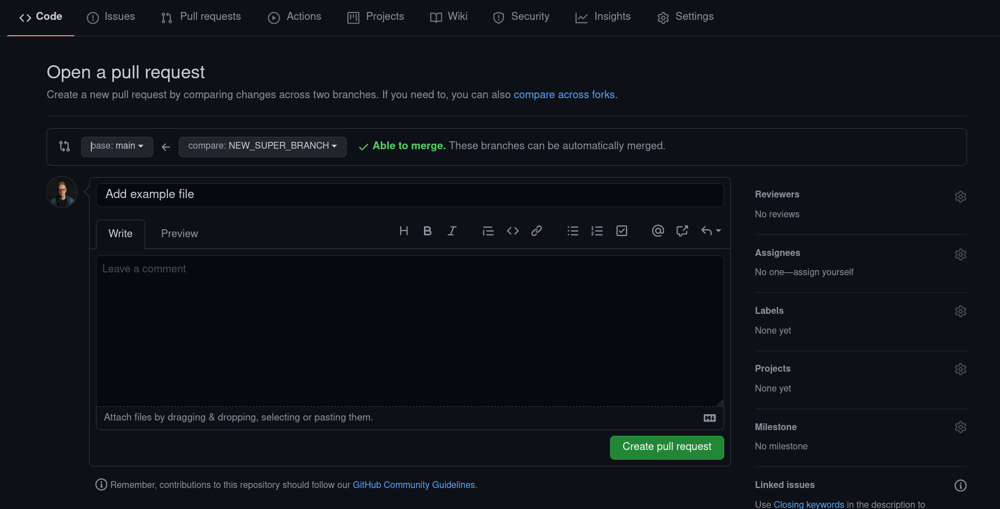 Code Issues Pull requests Actions Projects Wiki Security Insights Settings
Open a pull request
Create a new pull request by comparing changes across two branches. If you need to, you can also compare across forks.
base: main compare: NEW_SUPER_BRANCH Able to merge. These branches can be automatically merged.
Add example file
Write Preview
Leave a comment
Attach files by dragging & dropping, selecting or pasting them.
Create pull request
Remember, contributions to this repository should follow our GitHub Community Guidelines.
Reviewers
No reviews
Assignees
No one—assign yourself
Labels
None yet
Projects
None yet
Milestone
No milestone
Linked issues
Use Closing keywords in the description to